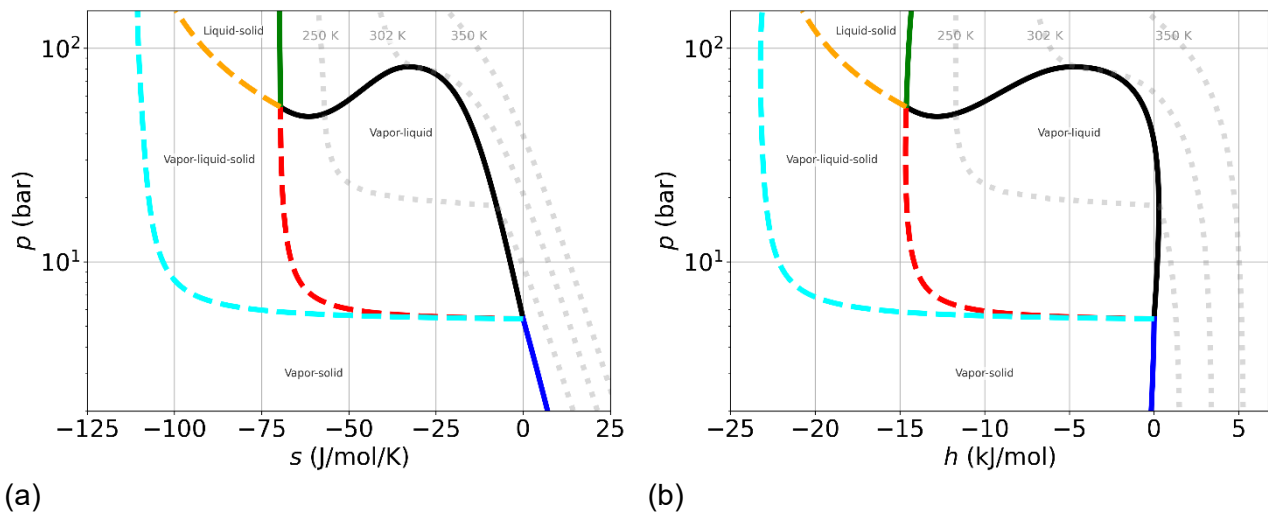 Liquid-solid
250 K 302 K 350 K
10²
Vapor-liquid
Vapor-liquid-solid
p (bar)
10¹
Vapor-solid
−125 −100 −75 −50 −25 0 25
s (J/mol/K)
(a)
Liquid-solid
250 K 302 K 350 K
10²
Vapor-liquid
Vapor-liquid-solid
p (bar)
10¹
Vapor-solid
−25 −20 −15 −10 −5 0 5
h (kJ/mol)
(b)